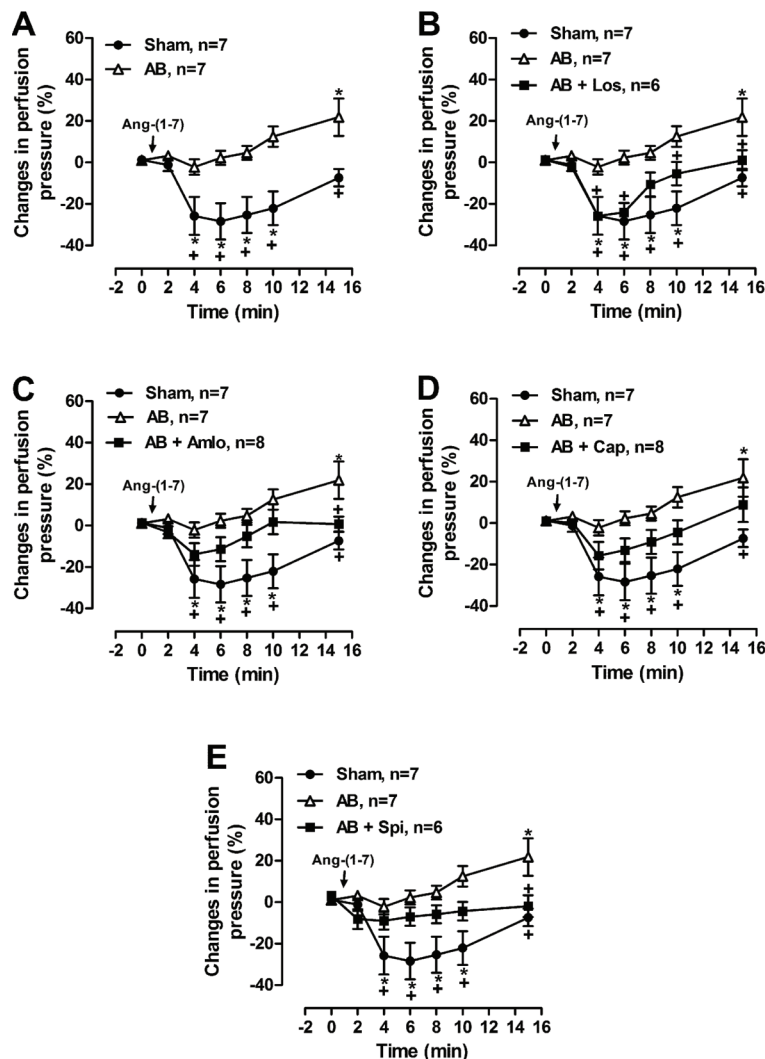 A
Sham, n=7
AB, n=7
Ang-(1-7)
Changes in perfusion
pressure (%)
60
40
20
0
-20
-40
*
* * * *
+ + + + +
-2 0 2 4 6 8 10 12 14 16
Time (min)
B
Sham, n=7
AB, n=7
AB + Los, n=6
Ang-(1-7)
Changes in perfusion
pressure (%)
60
40
20
0
-20
-40
*
+ + + +
* * * *
+ + + + +
-2 0 2 4 6 8 10 12 14 16
Time (min)
C
Sham, n=7
AB, n=7
AB + Amlo, n=8
Ang-(1-7)
Changes in perfusion
pressure (%)
60
40
20
0
-20
-40
*
+
* * * *
+ + + + +
-2 0 2 4 6 8 10 12 14 16
Time (min)
D
Sham, n=7
AB, n=7
AB + Cap, n=8
Ang-(1-7)
Changes in perfusion
pressure (%)
60
40
20
0
-20
-40
*
* * * *
+ + + + +
-2 0 2 4 6 8 10 12 14 16
Time (min)
E
Sham, n=7
AB, n=7
AB + Spi, n=6
Ang-(1-7)
Changes in perfusion
pressure (%)
60
40
20
0
-20
-40
*
+
* * * *
+ + + + +
-2 0 2 4 6 8 10 12 14 16
Time (min)